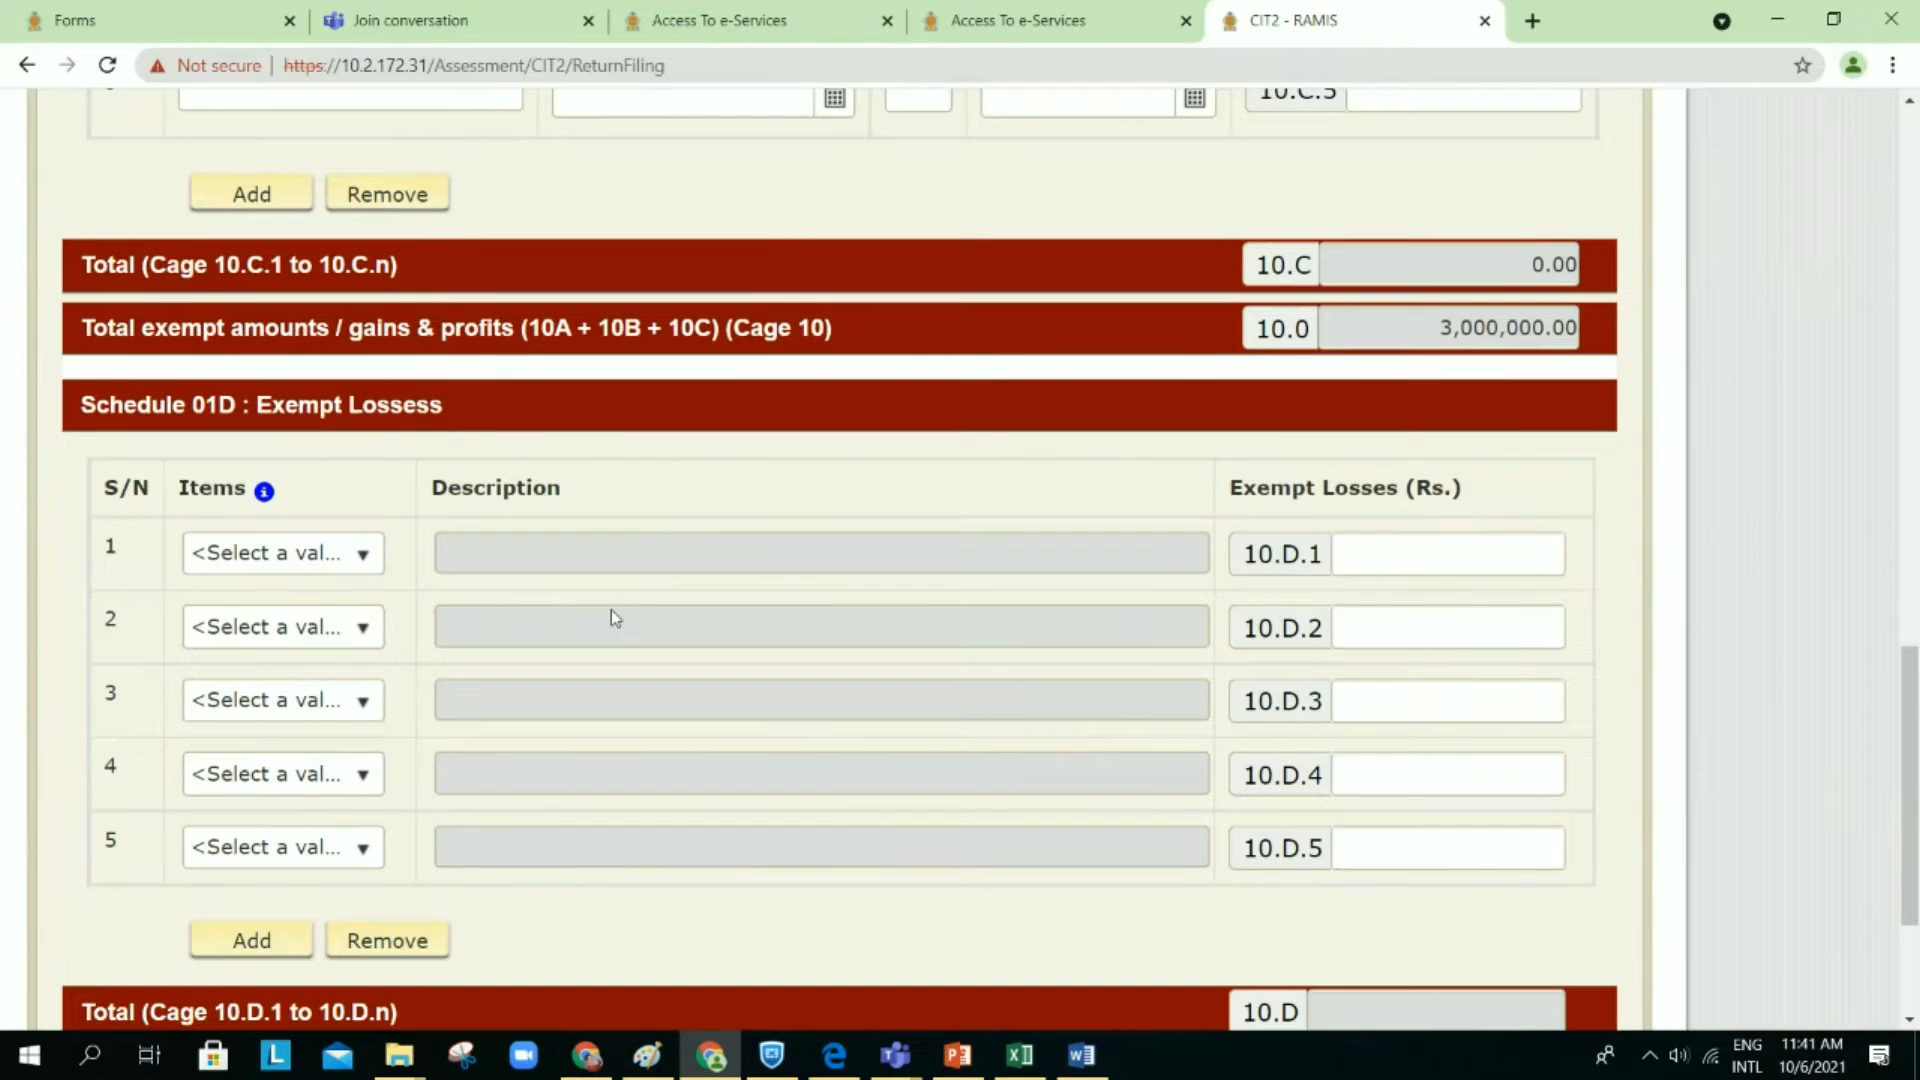 Forms
Join conversation
Access To e-Services
Access To e-Services
CIT2 - RAMIS
Not secure
https://10.2.172.31/Assessment/CIT2/ReturnFiling
10.C.5
Add
Remove
Total (Cage 10.C.1 to 10.C.n)
10.C
0.00
Total exempt amounts / gains & profits (10A + 10B + 10C) (Cage 10)
10.0
3,000,000.00
Schedule 01D : Exempt Lossess
S/N
Items
Description
Exempt Losses (Rs.)
1
<Select a val...
10.D.1
2
<Select a val...
10.D.2
3
<Select a val...
10.D.3
4
<Select a val...
10.D.4
5
<Select a val...
10.D.5
Add
Remove
Total (Cage 10.D.1 to 10.D.n)
10.D
ENG
INTL
11:41 AM
10/6/2021